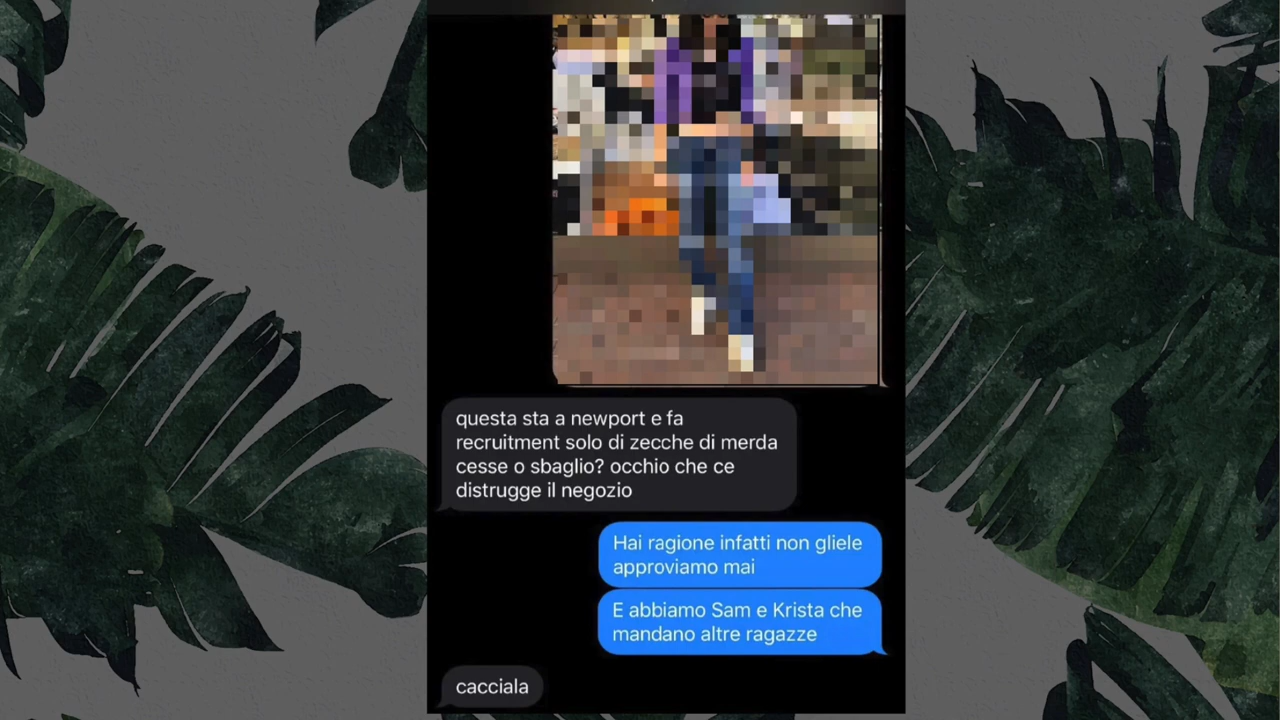 questa sta a newport e fa
recruitment solo di zecche di merda
cesse o sbaglio? occhio che ce
distrugge il negozio
Hai ragione infatti non gliele
approviamo mai
E abbiamo Sam e Krista che
mandano altre ragazze
cacciala